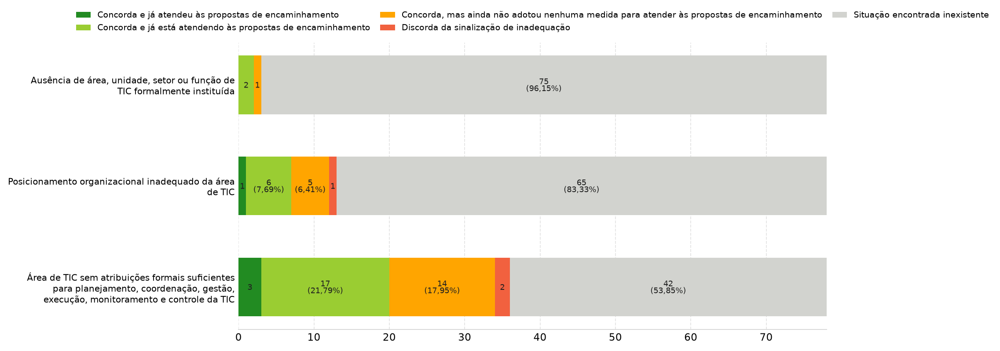 Concorda e já atendeu às propostas de encaminhamento
Concorda e já está atendendo às propostas de encaminhamento
Concorda, mas ainda não adotou nenhuma medida para atender às propostas de encaminhamento
Discorda da sinalização de inadequação
Situação encontrada inexistente
Ausência de área, unidade, setor ou função de
TIC formalmente instituída
2
1
75
(96,15%)
Posicionamento organizacional inadequado da área
de TIC
1
6
(7,69%)
5
(6,41%)
1
65
(83,33%)
Área de TIC sem atribuições formais suficientes
para planejamento, coordenação, gestão,
execução, monitoramento e controle da TIC
3
17
(21,79%)
14
(17,95%)
2
42
(53,85%)
0 10 20 30 40 50 60 70